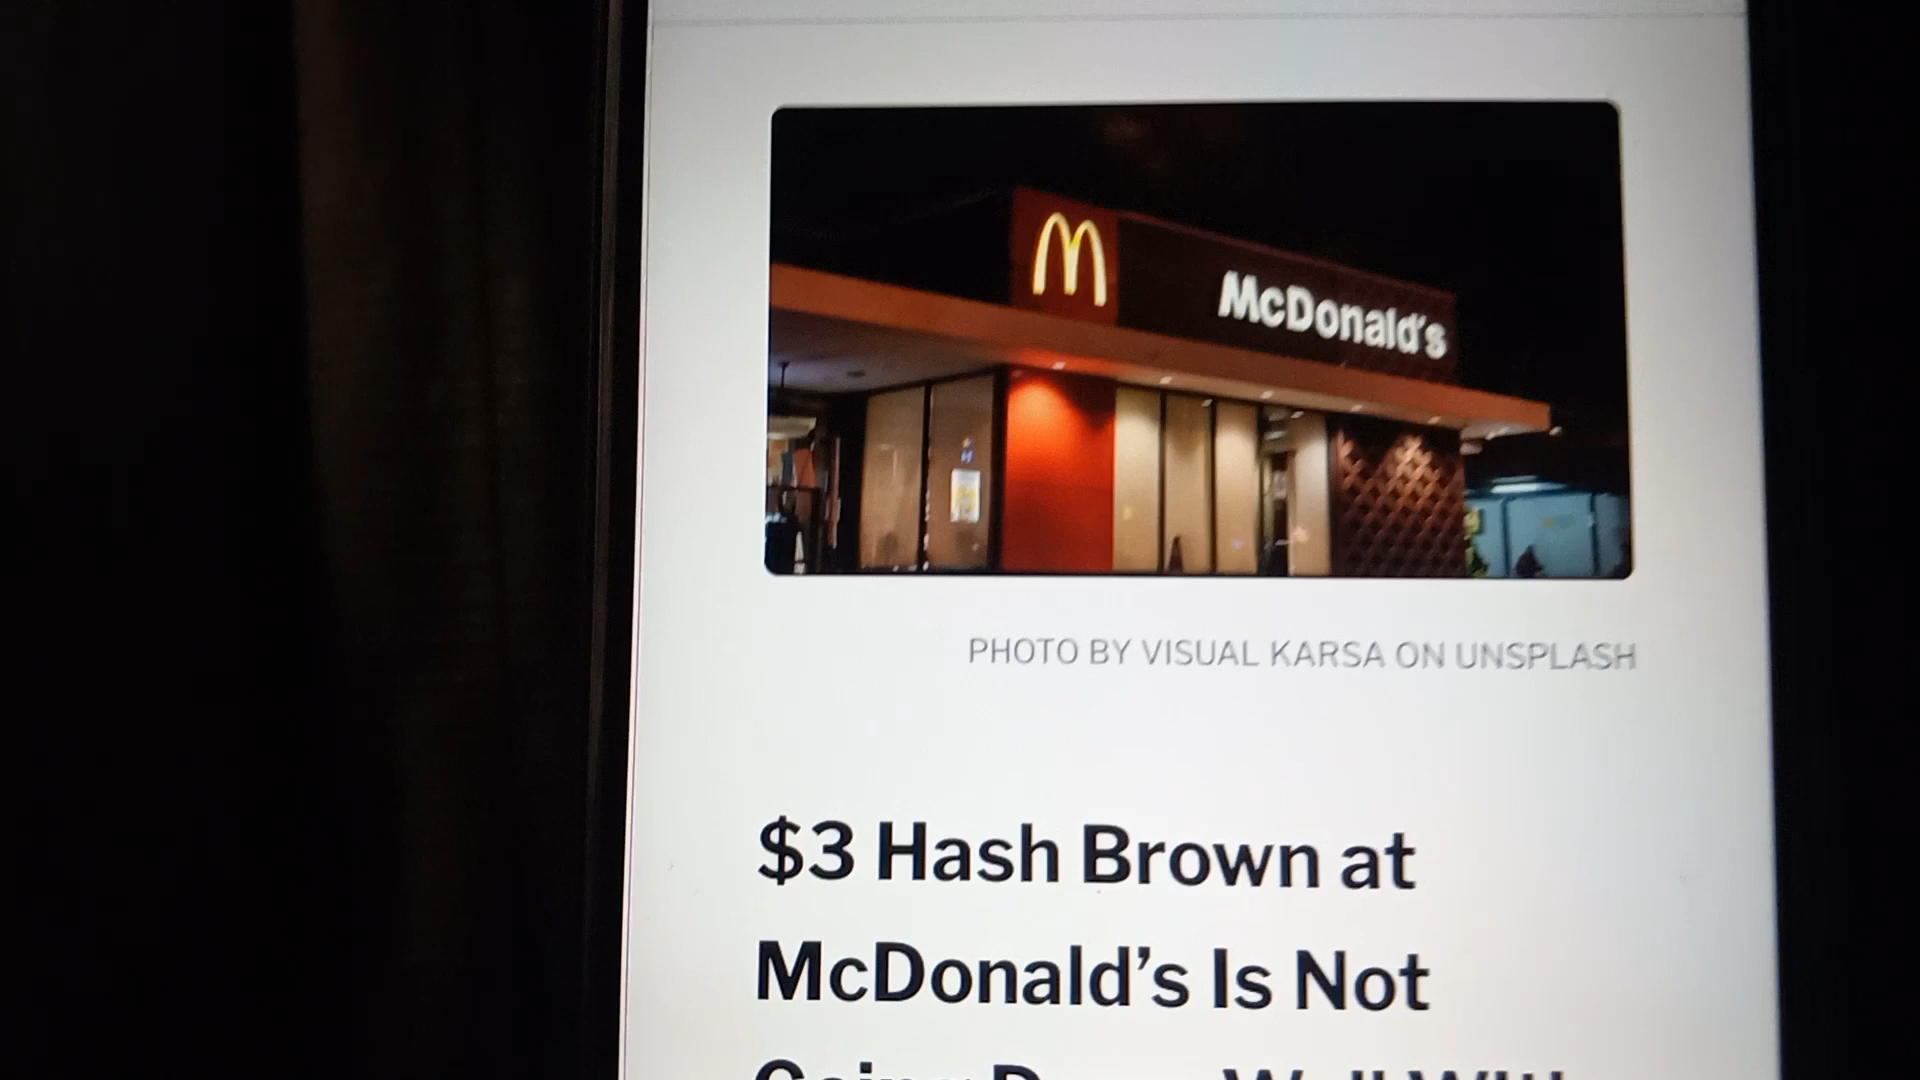 McDonald's
PHOTO BY VISUAL KARSA ON UNSPLASH
$3 Hash Brown at
McDonald’s Is Not